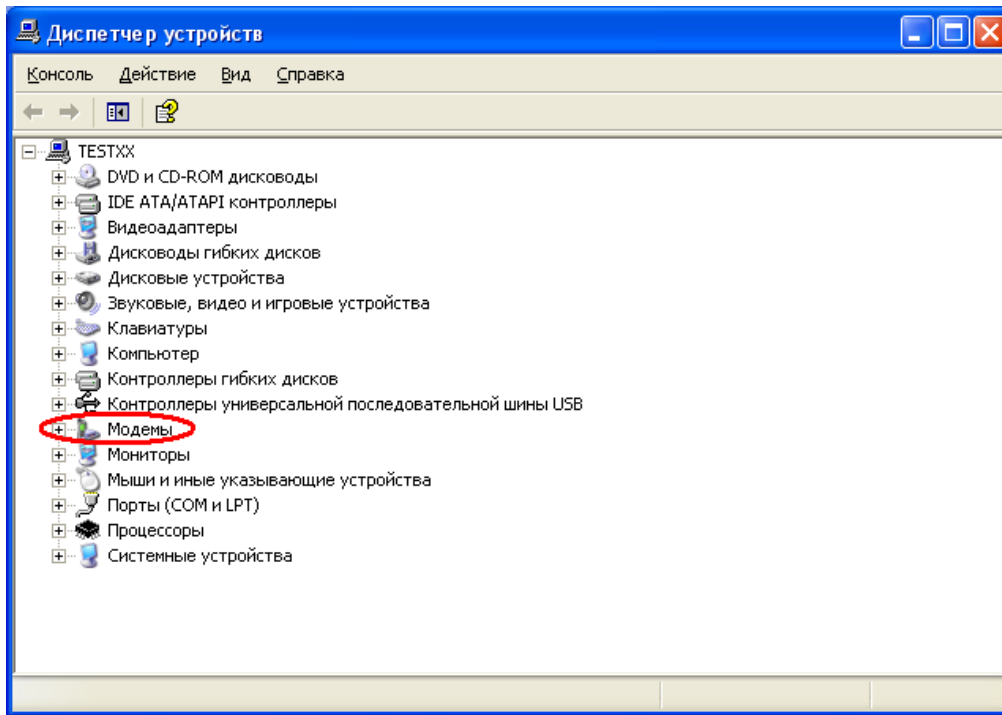 Диспетчер устройств
Консоль Действие Вид Справка
TESTXX
DVD и CD-ROM дисководы
IDE ATA/ATAPI контроллеры
Видеоадаптеры
Дисководы гибких дисков
Дисковые устройства
Звуковые, видео и игровые устройства
Клавиатуры
Компьютер
Контроллеры гибких дисков
Контроллеры универсальной последовательной шины USB
Модемы
Мониторы
Мыши и иные указывающие устройства
Порты (COM и LPT)
Процессоры
Системные устройства